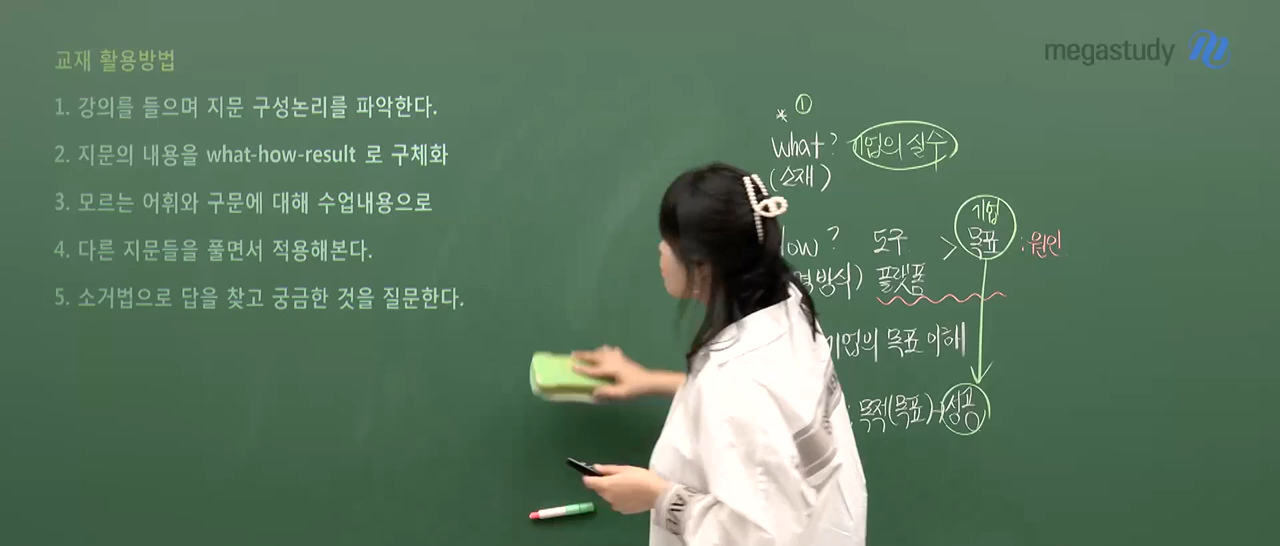 교재 활용방법
1. 강의를 들으며 지문 구성논리를 파악한다.
2. 지문의 내용을 what-how-result 로 구체화
3. 모르는 어휘와 구문에 대해 수업내용으로
4. 다른 지문들을 풀면서 적용해본다.
5. 소거법으로 답을 찾고 궁금한 것을 질문한다.
megastudy
* ①
what? 기업의 실수
(소재)
how? 도구 > 기업 목표 : 원인
방식) 플랫폼
기업의 목표 이해
: 목적(목표)→성공